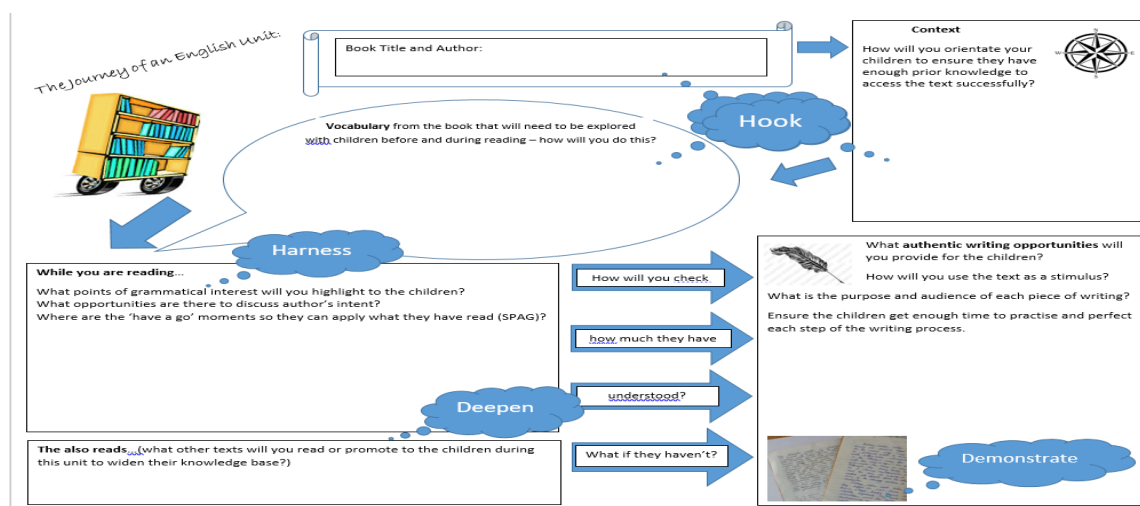 The Journey of an English Unit:
Book Title and Author:
Context
How will you orientate your
children to ensure they have
enough prior knowledge to
access the text successfully?
N
W
E
S
Hook
Vocabulary from the book that will need to be explored
with children before and during reading – how will you do this?
Harness
While you are reading…
What points of grammatical interest will you highlight to the children?
What opportunities are there to discuss author's intent?
Where are the 'have a go' moments so they can apply what they have read (SPAG)?
Deepen
The also reads…(what other texts will you read or promote to the children during
this unit to widen their knowledge base?)
How will you check
how much they have
understood?
What if they haven't?
What authentic writing opportunities will
you provide for the children?
How will you use the text as a stimulus?
What is the purpose and audience of each piece of writing?
Ensure the children get enough time to practise and perfect
each step of the writing process.
Demonstrate